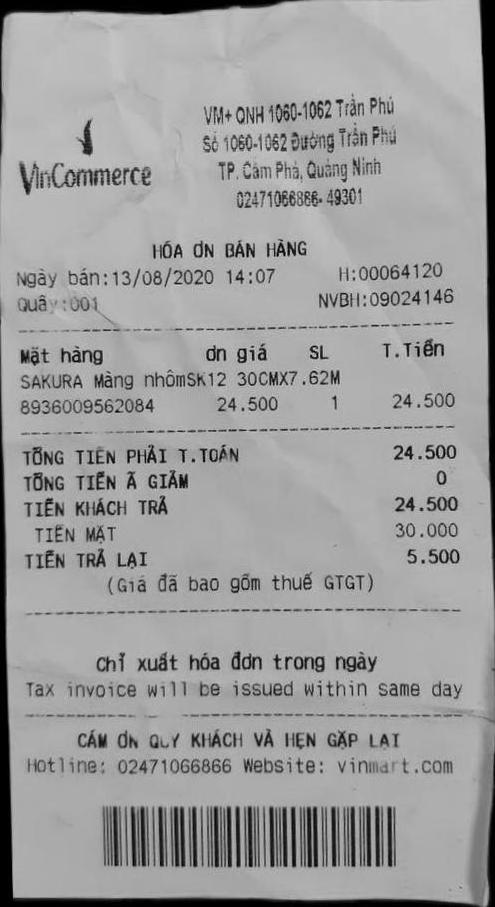 VinCommerce
VM+ QNH 1060-1062 Trần Phú
Số 1060-1062 Đường Trần Phú
TP. Cẩm Phả, Quảng Ninh
02471066866- 49301
HÓA ƠN BÁN HÀNG
Ngày bán:13/08/2020 14:07 H:00064120
Quầy:001 NVBH:09024146
Mặt hàng ơn giá SL T.Tiền
SAKURA Màng nhômSK12 30CMX7.62M
8936009562084 24.500 1 24.500
TỔNG TIỀN PHẢI T.TOÁN 24.500
TỔNG TIỀN Ã GIẢM 0
TIỀN KHÁCH TRẢ 24.500
TIỀN MẶT 30.000
TIỀN TRẢ LẠI 5.500
(Giá đã bao gồm thuế GTGT)
Chỉ xuất hóa đơn trong ngày
Tax invoice will be issued within same day
CÁM ƠN QUÝ KHÁCH VÀ HẸN GẶP LẠI
Hotline: 02471066866 Website: vinmart.com